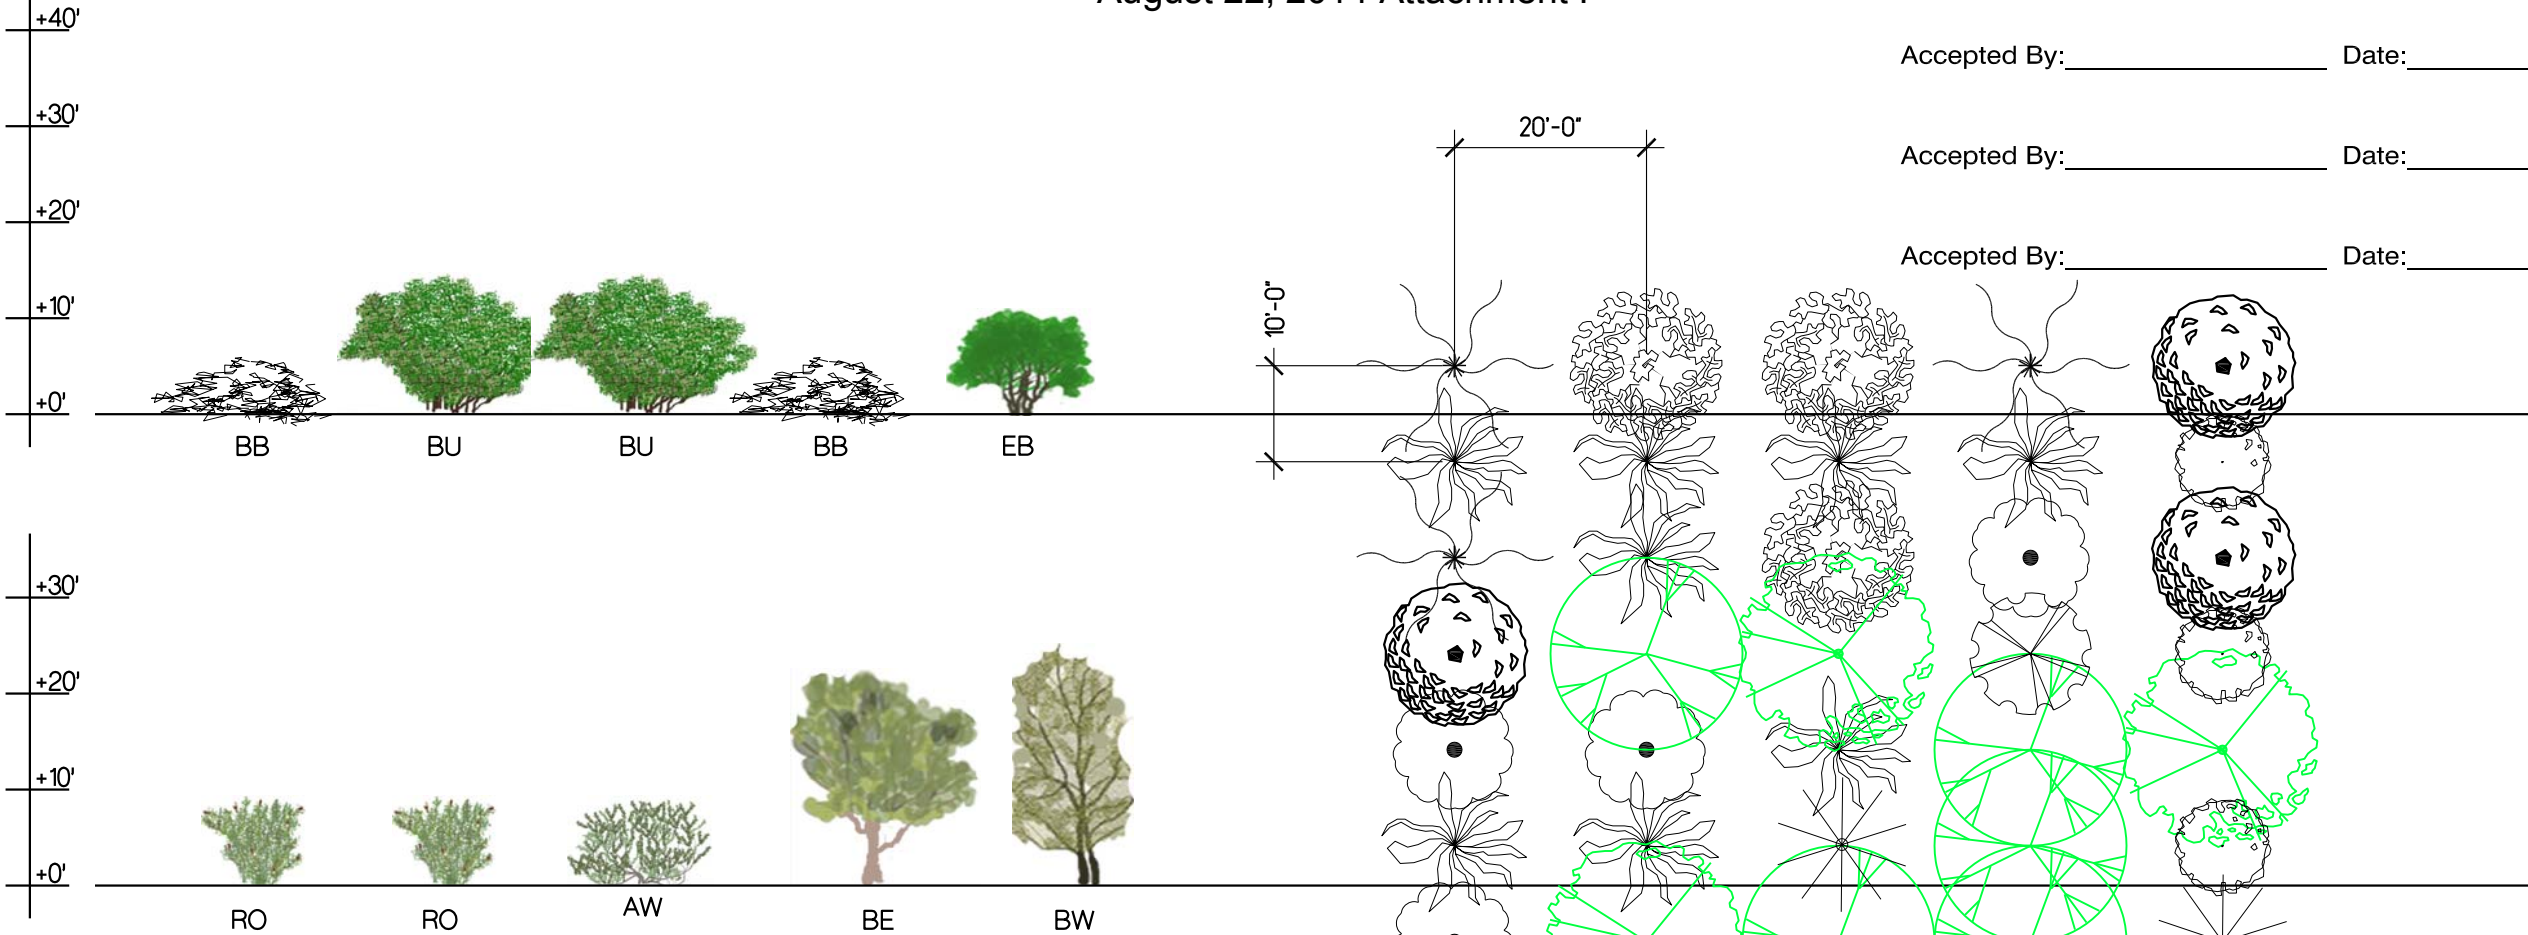 +40'
Accepted By: Date:
+30'
20'-0"
Accepted By: Date:
+20'
Accepted By: Date:
+10'
10'-0"
+0'
BB BU BU BB EB
+30'
+20'
+10'
+0'
RO RO AW BE BW